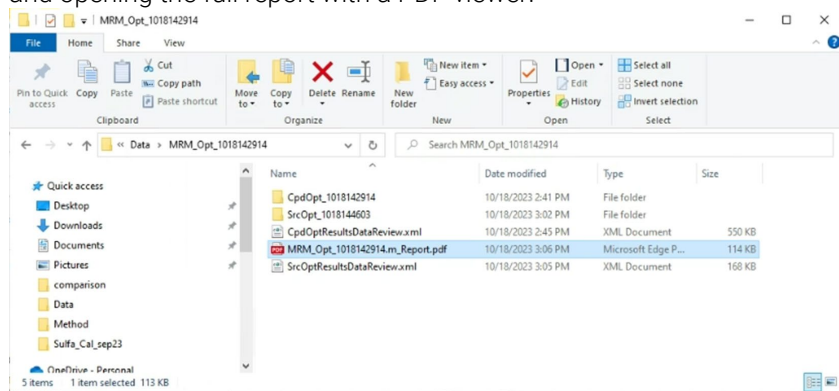 and opening the full report with a PDF viewer.
MRM_Opt_1018142914
File Home Share View
Pin to Quick access
Copy
Paste
Cut
Copy path
Paste shortcut
Clipboard
Move to
Copy to
Delete
Rename
Organize
New folder
New item
Easy access
New
Properties
Open
Edit
History
Open
Select all
Select none
Invert selection
Select
« Data > MRM_Opt_1018142914
Search MRM_Opt_1018142914
Quick access
Desktop
Downloads
Documents
Pictures
comparison
Data
Method
Sulfa_Cal_sep23
OneDrive - Personal
Name Date modified Type Size
CpdOpt_1018142914 10/18/2023 2:41 PM File folder
SrcOpt_1018144603 10/18/2023 3:02 PM File folder
CpdOptResultsDataReview.xml 10/18/2023 2:45 PM XML Document 550 KB
MRM_Opt_1018142914.m_Report.pdf 10/18/2023 3:06 PM Microsoft Edge P... 114 KB
SrcOptResultsDataReview.xml 10/18/2023 3:05 PM XML Document 168 KB
5 items 1 item selected 113 KB